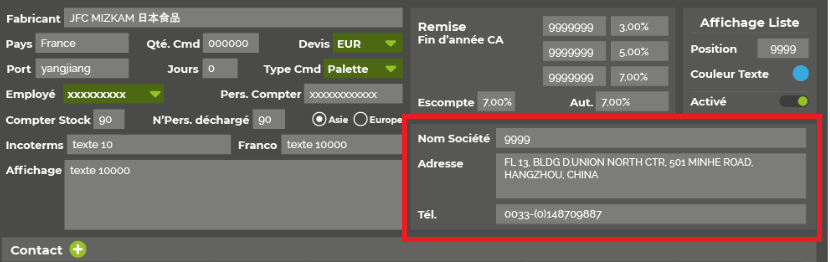 Fabricant JFC MIZKAM 日本食品
Pays France Qté. Cmd 000000 Devis EUR
Port yangjiang Jours 0 Type Cmd Palette
Employé xxxxxxxxx Pers. Compter xxxxxxxxxxx
Compter Stock 90 N'Pers. déchargé 90 Asie Europe
Incoterms texte 10 Franco texte 10000
Affichage texte 10000
Remise 9999999 3,00%
Fin d'année CA
9999999 5,00%
9999999 7,00%
Escompte 7,00% Aut. 7,00%
Affichage Liste
Position 9999
Couleur Texte
Activé
Nom Société 9999
Adresse FL 13. BLDG D.UNION NORTH CTR, 501 MINHE ROAD,
HANGZHOU, CHINA
Tél. 0033-(0)148709887
Contact +